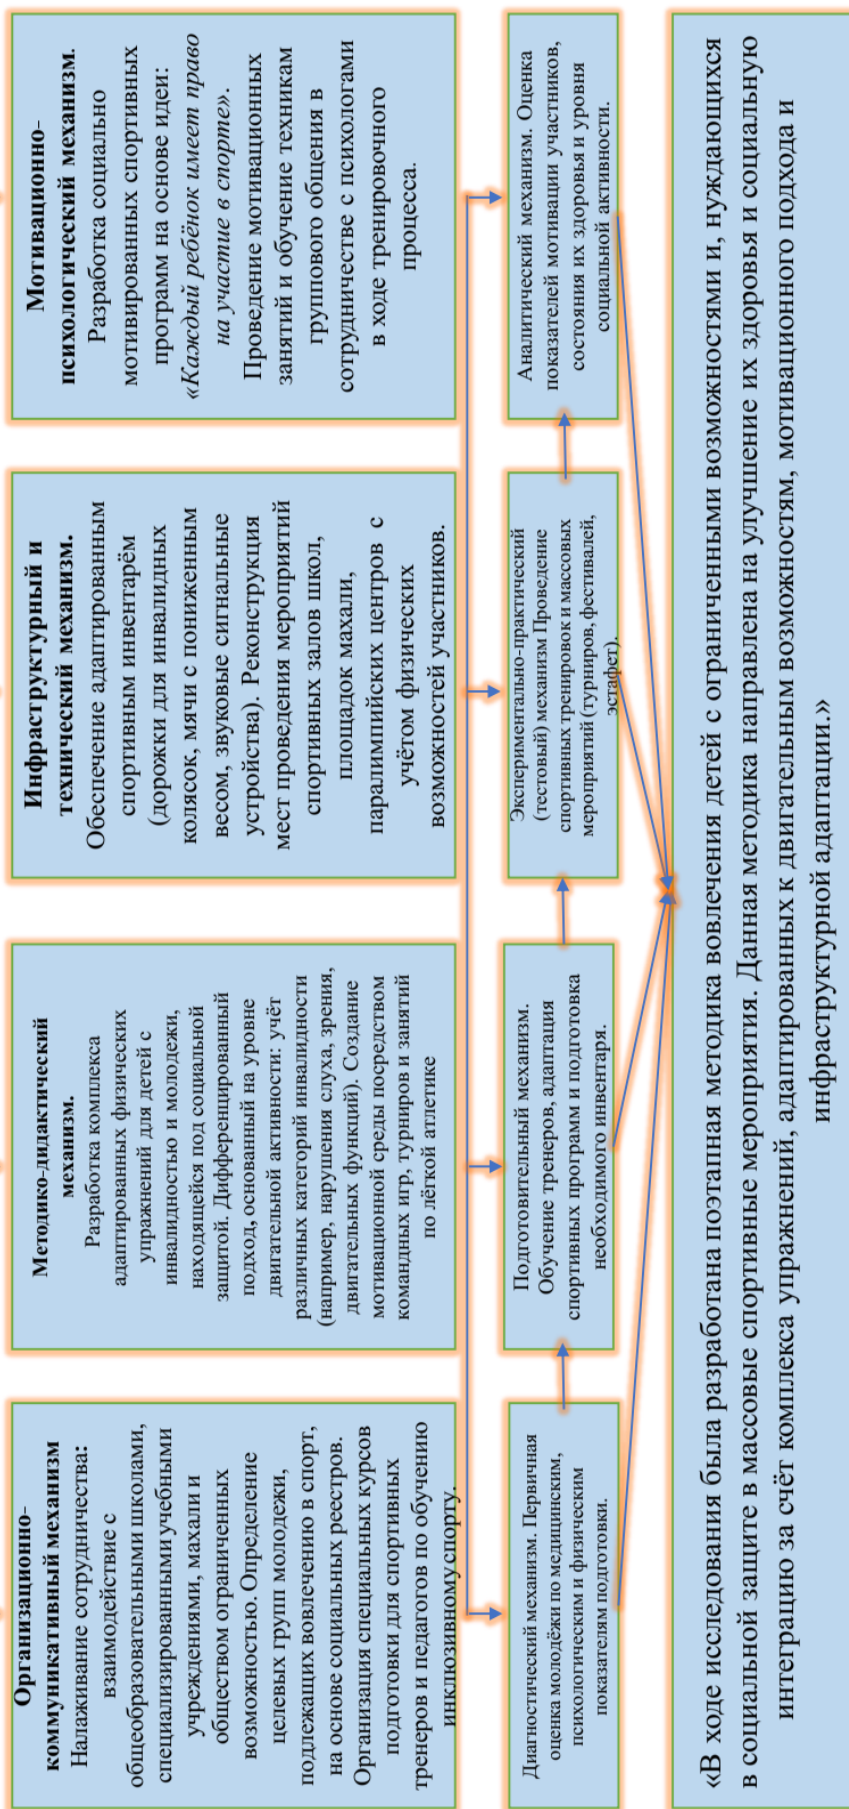 Организационно-
коммуникативный механизм
Налаживание сотрудничества:
взаимодействие с
общеобразовательными школами,
специализированными учебными
учреждениями, махали и
обществом ограниченных
возможностью. Определение
целевых групп молодежи,
подлежащих вовлечению в спорт,
на основе социальных реестров.
Организация специальных курсов
подготовки для спортивных
тренеров и педагогов по обучению
инклюзивному спорту.
Методико-дидактический
механизм.
Разработка комплекса
адаптированных физических
упражнений для детей с
инвалидностью и молодежи,
находящейся под социальной
защитой. Дифференцированный
подход, основанный на уровне
двигательной активности: учёт
различных категорий инвалидности
(например, нарушения слуха, зрения,
двигательных функций). Создание
мотивационной среды посредством
командных игр, турниров и занятий
по лёгкой атлетике
Инфраструктурный и
технический механизм.
Обеспечение адаптированным
спортивным инвентарём
(дорожки для инвалидных
колясок, мячи с пониженным
весом, звуковые сигнальные
устройства). Реконструкция
мест проведения мероприятий
спортивных залов школ,
площадок махали,
паралимпийских центров с
учётом физических
возможностей участников.
Мотивационно-
психологический механизм.
Разработка социально
мотивированных спортивных
программ на основе идеи:
«Каждый ребёнок имеет право
на участие в спорте».
Проведение мотивационных
занятий и обучение техникам
группового общения в
сотрудничестве с психологами
в ходе тренировочного
процесса.
Диагностический механизм. Первичная
оценка молодёжи по медицинским,
психологическим и физическим
показателям подготовки.
Подготовительный механизм.
Обучение тренеров, адаптация
спортивных программ и подготовка
необходимого инвентаря.
Экспериментально-практический
(тестовый) механизм Проведение
спортивных тренировок и массовых
мероприятий (турниров, фестивалей,
эстафет).
Аналитический механизм. Оценка
показателей мотивации участников,
состояния их здоровья и уровня
социальной активности.
«В ходе исследования была разработана поэтапная методика вовлечения детей с ограниченными возможностями и, нуждающихся
в социальной защите в массовые спортивные мероприятия. Данная методика направлена на улучшение их здоровья и социальную
интеграцию за счёт комплекса упражнений, адаптированных к двигательным возможностям, мотивационного подхода и
инфраструктурной адаптации.»